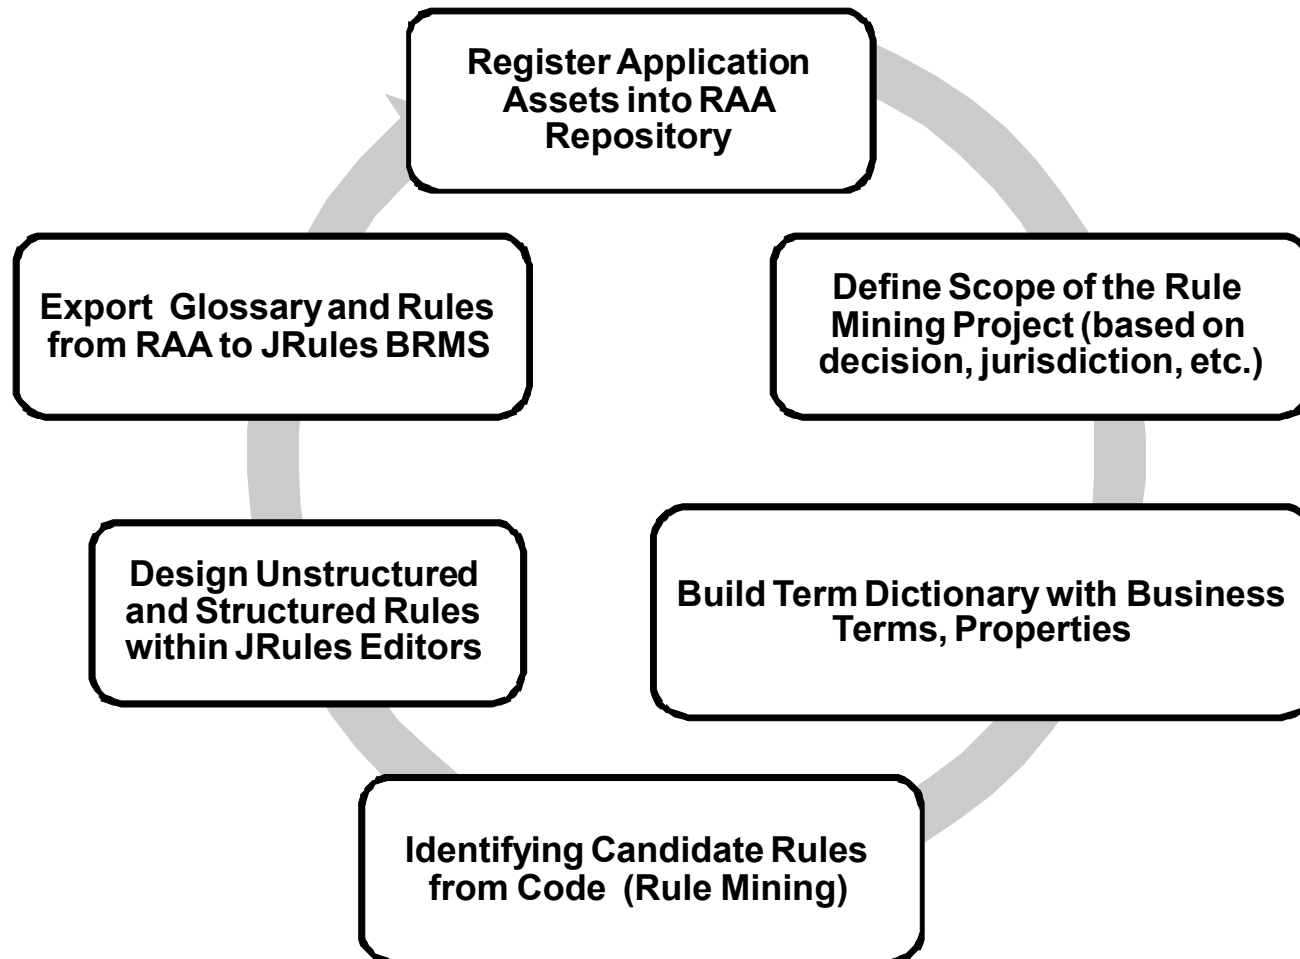 Register Application
Assets into RAA
Repository
Define Scope of the Rule
Mining Project (based on
decision, jurisdiction, etc.)
Build Term Dictionary with Business
Terms, Properties
Identifying Candidate Rules
from Code (Rule Mining)
Design Unstructured
and Structured Rules
within JRules Editors
Export Glossary and Rules
from RAA to JRules BRMS